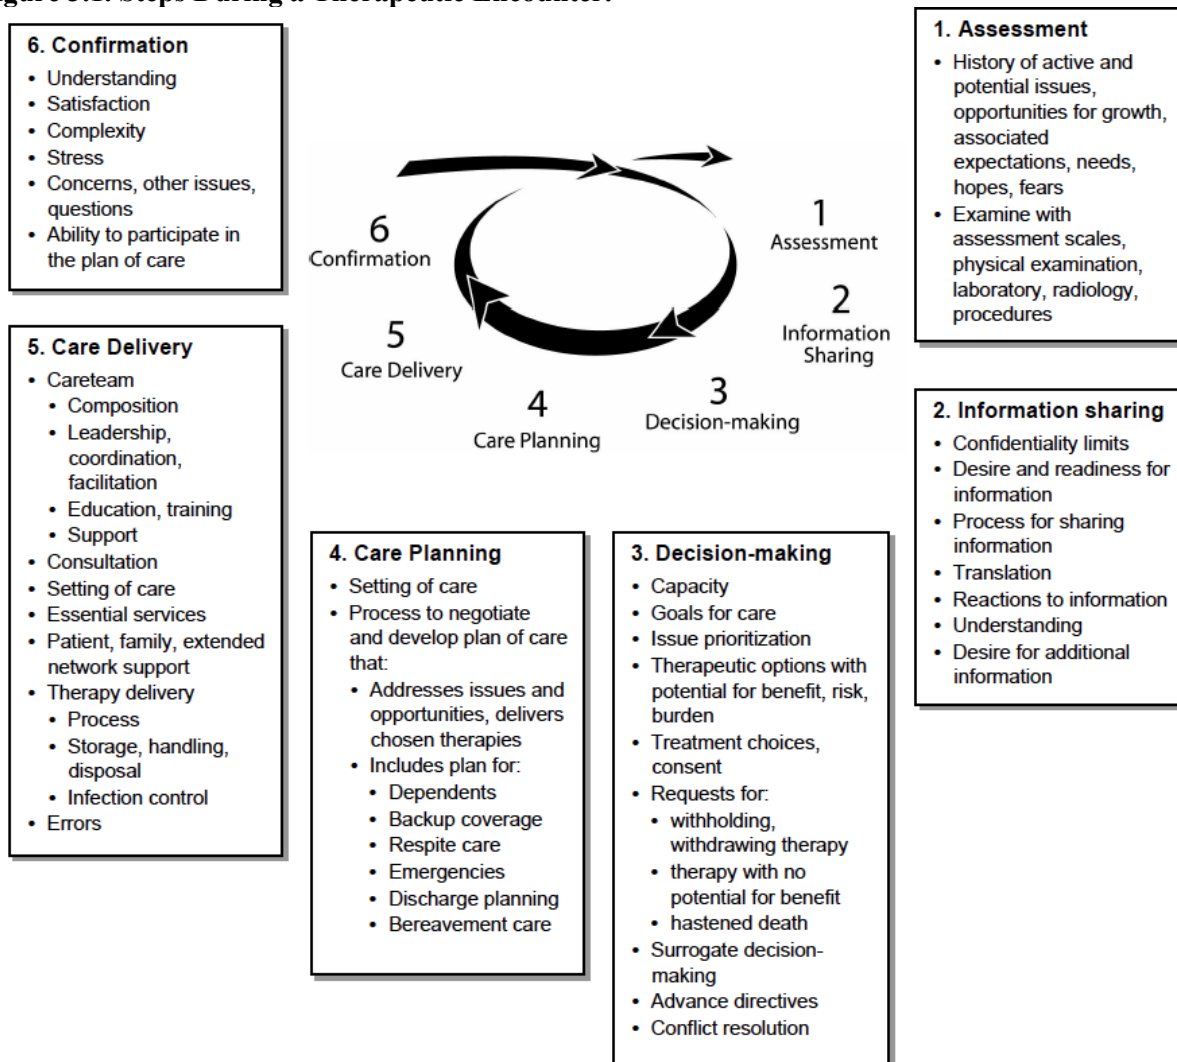 Figure 3.1: Steps During a Therapeutic Encounter.
6. Confirmation
• Understanding
• Satisfaction
• Complexity
• Stress
• Concerns, other issues,
questions
• Ability to participate in
the plan of care
1. Assessment
• History of active and
potential issues,
opportunities for growth,
associated
expectations, needs,
hopes, fears
• Examine with
assessment scales,
physical examination,
laboratory, radiology,
procedures
6
Confirmation
1
Assessment
2
Information
Sharing
5
Care Delivery
3
Decision-making
4
Care Planning
5. Care Delivery
• Careteam
• Composition
• Leadership,
coordination,
facilitation
• Education, training
• Support
• Consultation
• Setting of care
• Essential services
• Patient, family, extended
network support
• Therapy delivery
• Process
• Storage, handling,
disposal
• Infection control
• Errors
2. Information sharing
• Confidentiality limits
• Desire and readiness for
information
• Process for sharing
information
• Translation
• Reactions to information
• Understanding
• Desire for additional
information
4. Care Planning
• Setting of care
• Process to negotiate
and develop plan of care
that:
• Addresses issues and
opportunities, delivers
chosen therapies
• Includes plan for:
• Dependents
• Backup coverage
• Respite care
• Emergencies
• Discharge planning
• Bereavement care
3. Decision-making
• Capacity
• Goals for care
• Issue prioritization
• Therapeutic options with
potential for benefit, risk,
burden
• Treatment choices,
consent
• Requests for:
• withholding,
withdrawing therapy
• therapy with no
potential for benefit
• hastened death
• Surrogate decision-
making
• Advance directives
• Conflict resolution